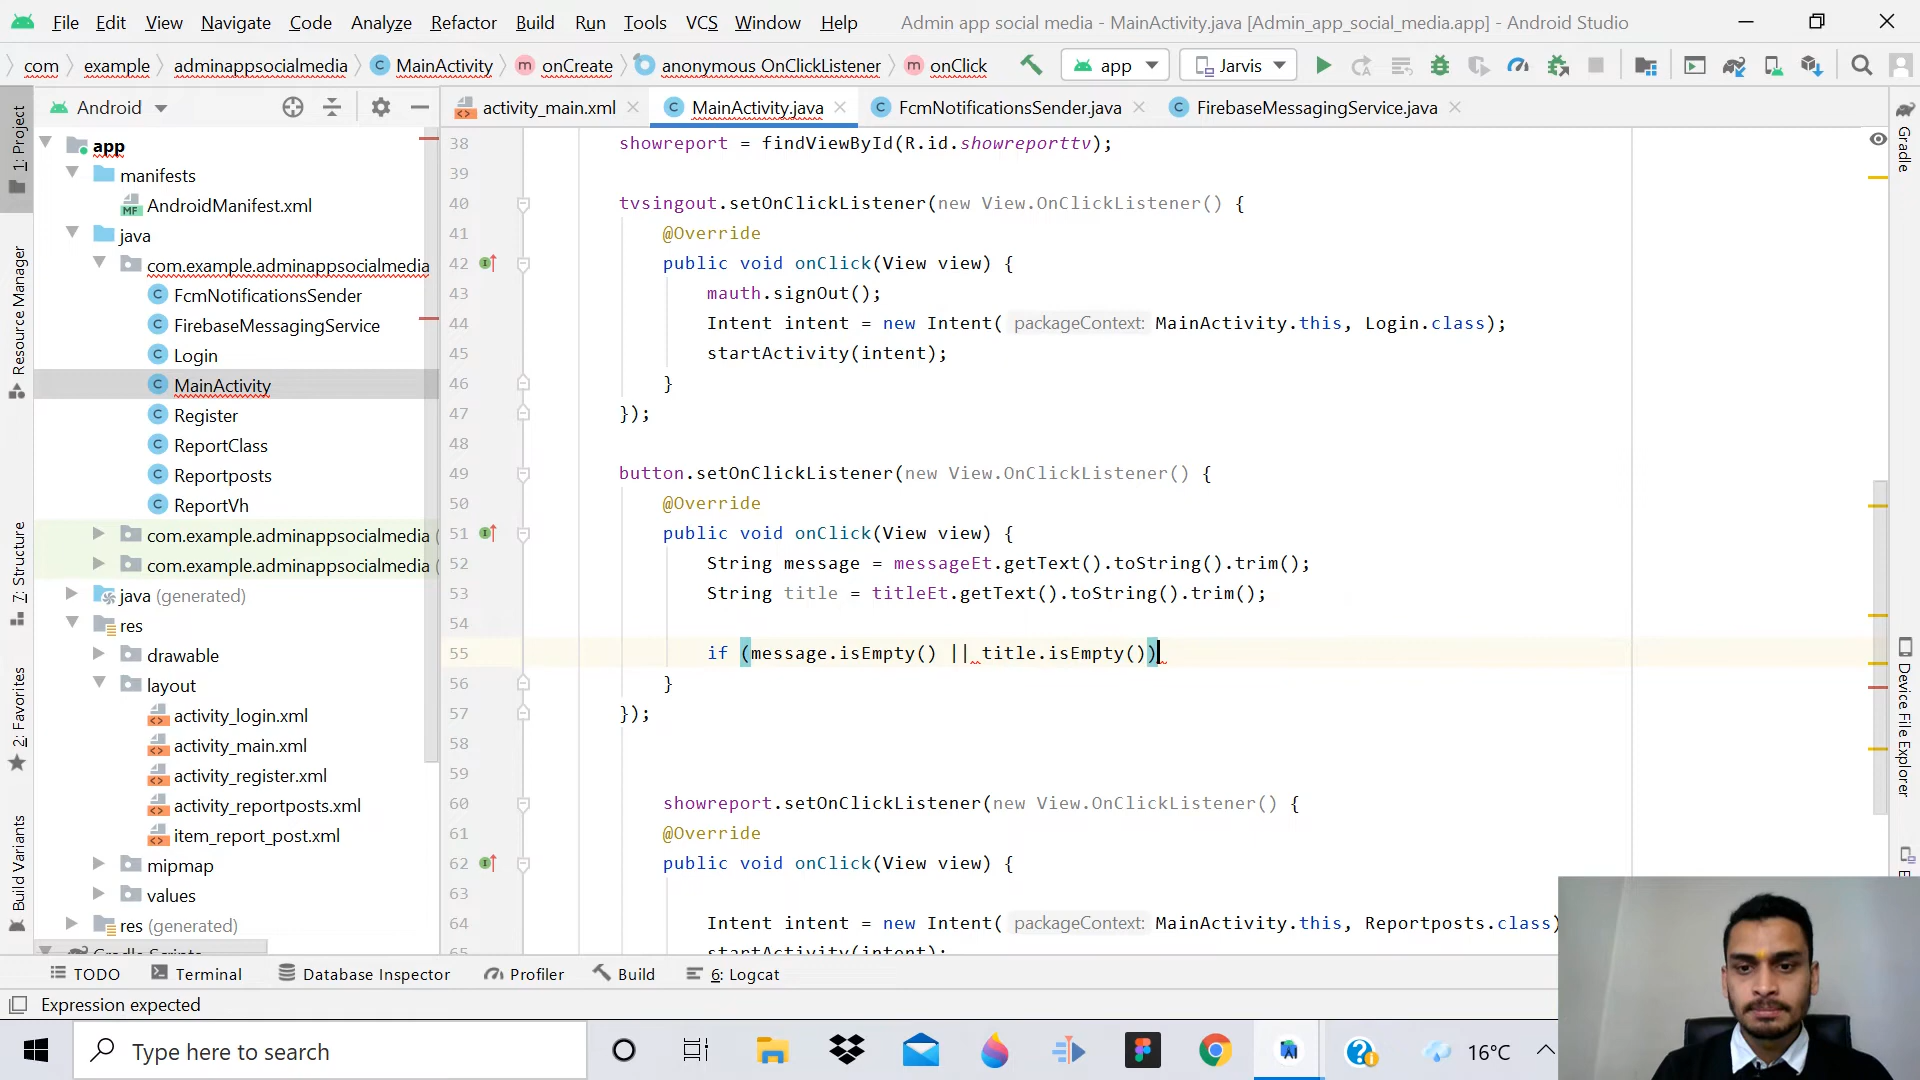 File Edit View Navigate Code Analyze Refactor Build Run Tools VCS Window Help Admin app social media - MainActivity.java [Admin_app_social_media.app] - Android Studio
com example adminappsocialmedia MainActivity onCreate anonymous OnClickListener onClick app Jarvis
Android activity_main.xml MainActivity.java FcmNotificationsSender.java FirebaseMessagingService.java
1: Project
Resource Manager
7: Structure
2: Favorites
Build Variants
app
manifests
AndroidManifest.xml
java
com.example.adminappsocialmedia
FcmNotificationsSender
FirebaseMessagingService
Login
MainActivity
Register
ReportClass
Reportposts
ReportVh
com.example.adminappsocialmedia (
com.example.adminappsocialmedia (
java (generated)
res
drawable
layout
activity_login.xml
activity_main.xml
activity_register.xml
activity_reportposts.xml
item_report_post.xml
mipmap
values
res (generated)
38 showreport = findViewById(R.id.showreporttv);
39
40 tvsingout.setOnClickListener(new View.OnClickListener() {
41 @Override
42 public void onClick(View view) {
43 mauth.signOut();
44 Intent intent = new Intent( packageContext: MainActivity.this, Login.class);
45 startActivity(intent);
46 }
47 });
48
49 button.setOnClickListener(new View.OnClickListener() {
50 @Override
51 public void onClick(View view) {
52 String message = messageEt.getText().toString().trim();
53 String title = titleEt.getText().toString().trim();
54
55 if (message.isEmpty() || title.isEmpty())
56 }
57 });
58
59
60 showreport.setOnClickListener(new View.OnClickListener() {
61 @Override
62 public void onClick(View view) {
63
64 Intent intent = new Intent( packageContext: MainActivity.this, Reportposts.class)
65 startActivity(intent);
Gradle
Device File Explorer
TODO Terminal Database Inspector Profiler Build 6: Logcat
Expression expected
Type here to search 16°C